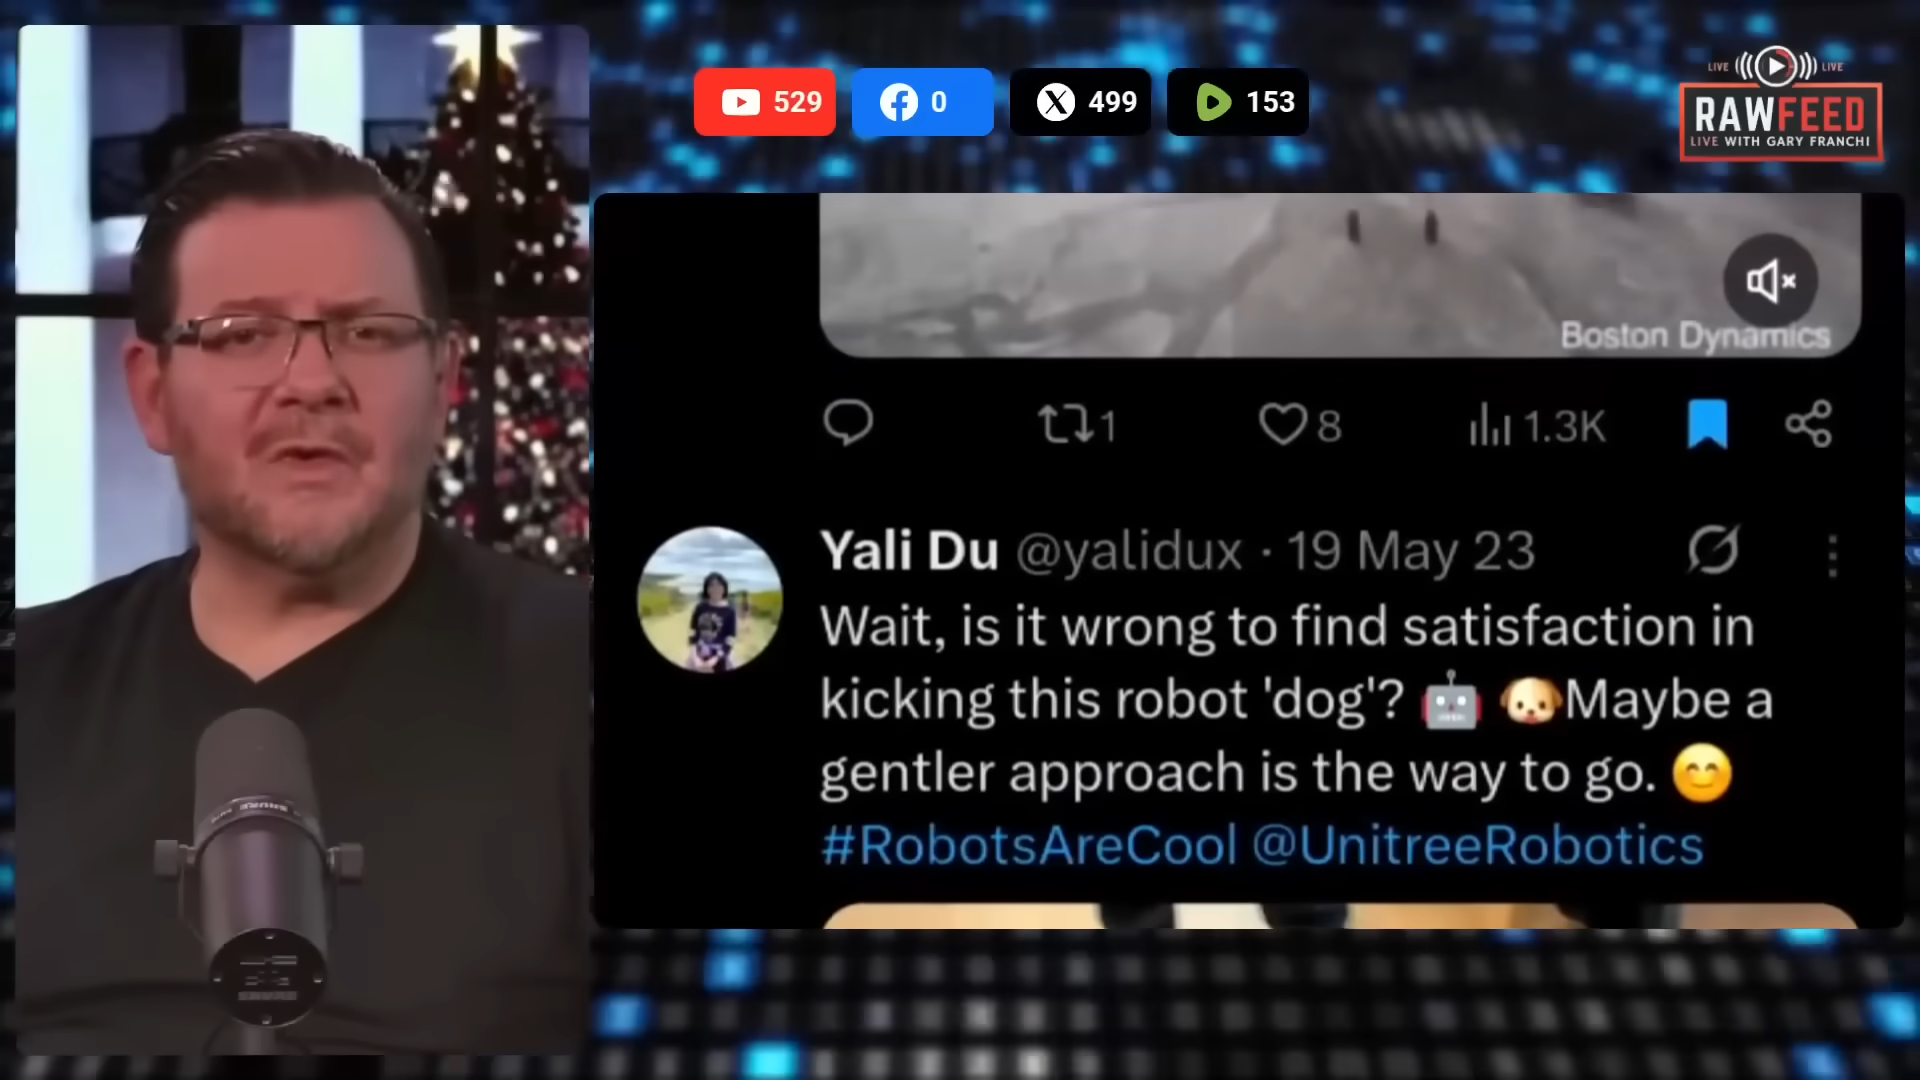 529
0
499
153
LIVE LIVE
RAWFEED
LIVE WITH GARY FRANCHI
Boston Dynamics
1
8
1.3K
Yali Du @yalidux · 19 May 23
Wait, is it wrong to find satisfaction in
kicking this robot 'dog'? 🤖 🐶Maybe a
gentler approach is the way to go. 😊
#RobotsAreCool @UnitreeRobotics